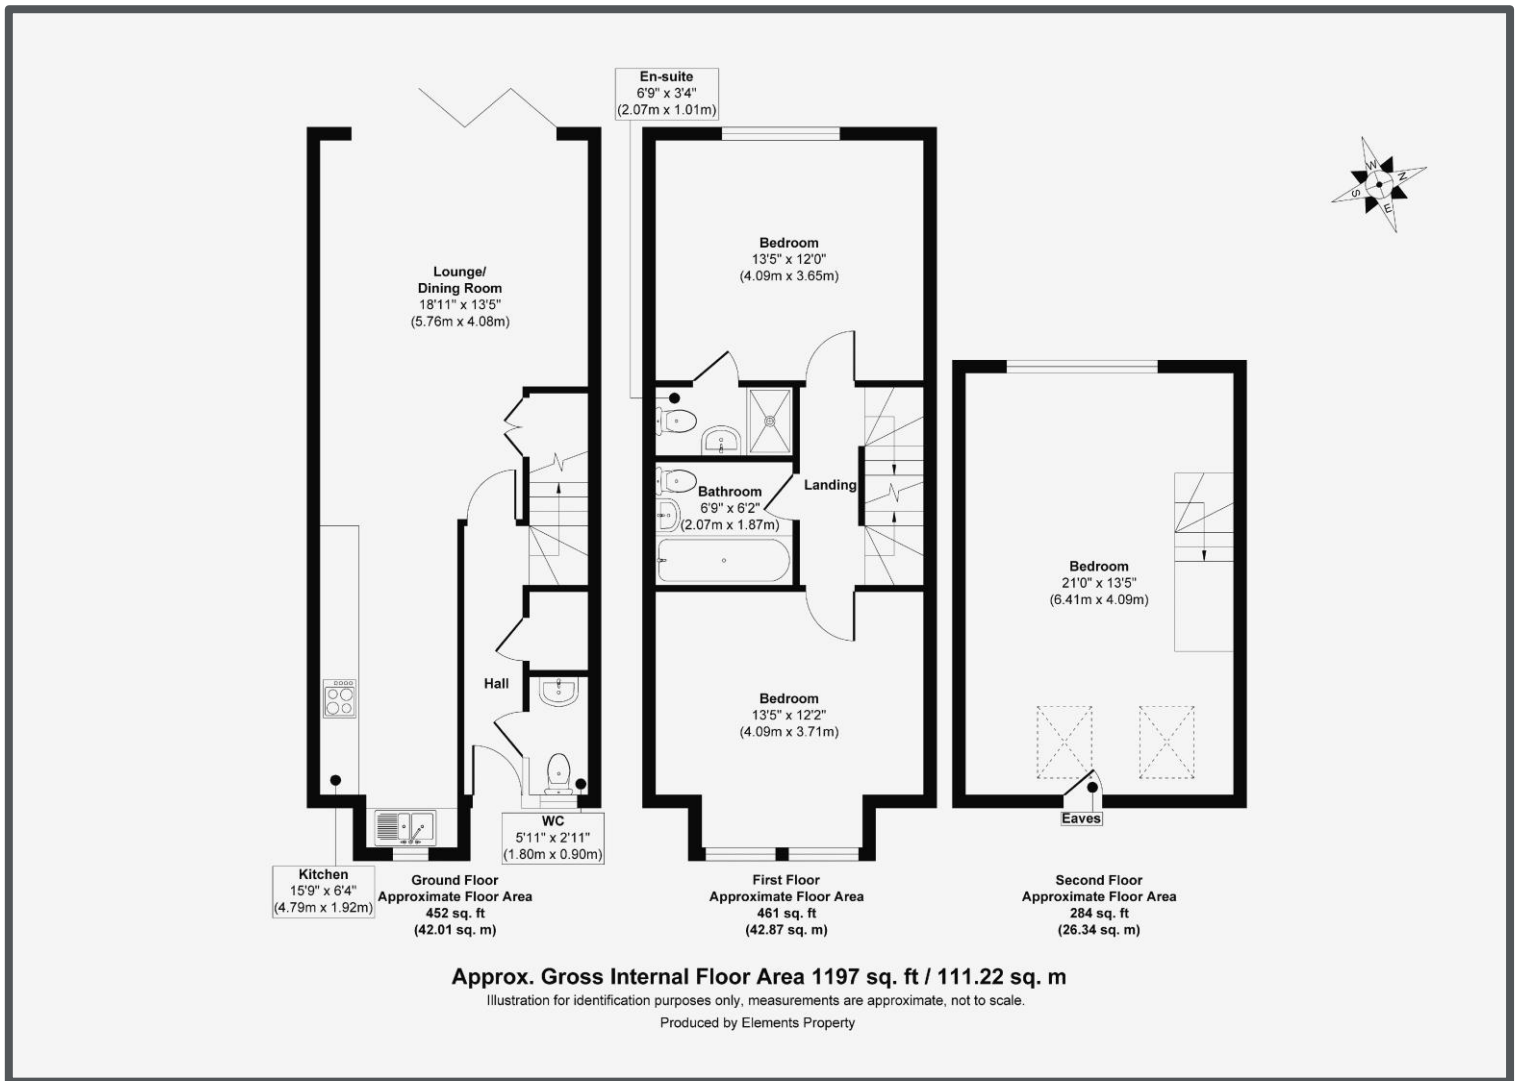 En-suite
6'9" x 3'4"
(2.07m x 1.01m)
W
N
S
E
Bedroom
13'5" x 12'0"
(4.09m x 3.65m)
Lounge/
Dining Room
18'11" x 13'5"
(5.76m x 4.08m)
Bathroom
6'9" x 6'2"
(2.07m x 1.87m)
Landing
Bedroom
21'0" x 13'5"
(6.41m x 4.09m)
Hall
Bedroom
13'5" x 12'2"
(4.09m x 3.71m)
Eaves
WC
5'11" x 2'11"
(1.80m x 0.90m)
Kitchen
15'9" x 6'4"
(4.79m x 1.92m)
Ground Floor
Approximate Floor Area
452 sq. ft
(42.01 sq. m)
First Floor
Approximate Floor Area
461 sq. ft
(42.87 sq. m)
Second Floor
Approximate Floor Area
284 sq. ft
(26.34 sq. m)
Approx. Gross Internal Floor Area 1197 sq. ft / 111.22 sq. m
Illustration for identification purposes only, measurements are approximate, not to scale.
Produced by Elements Property